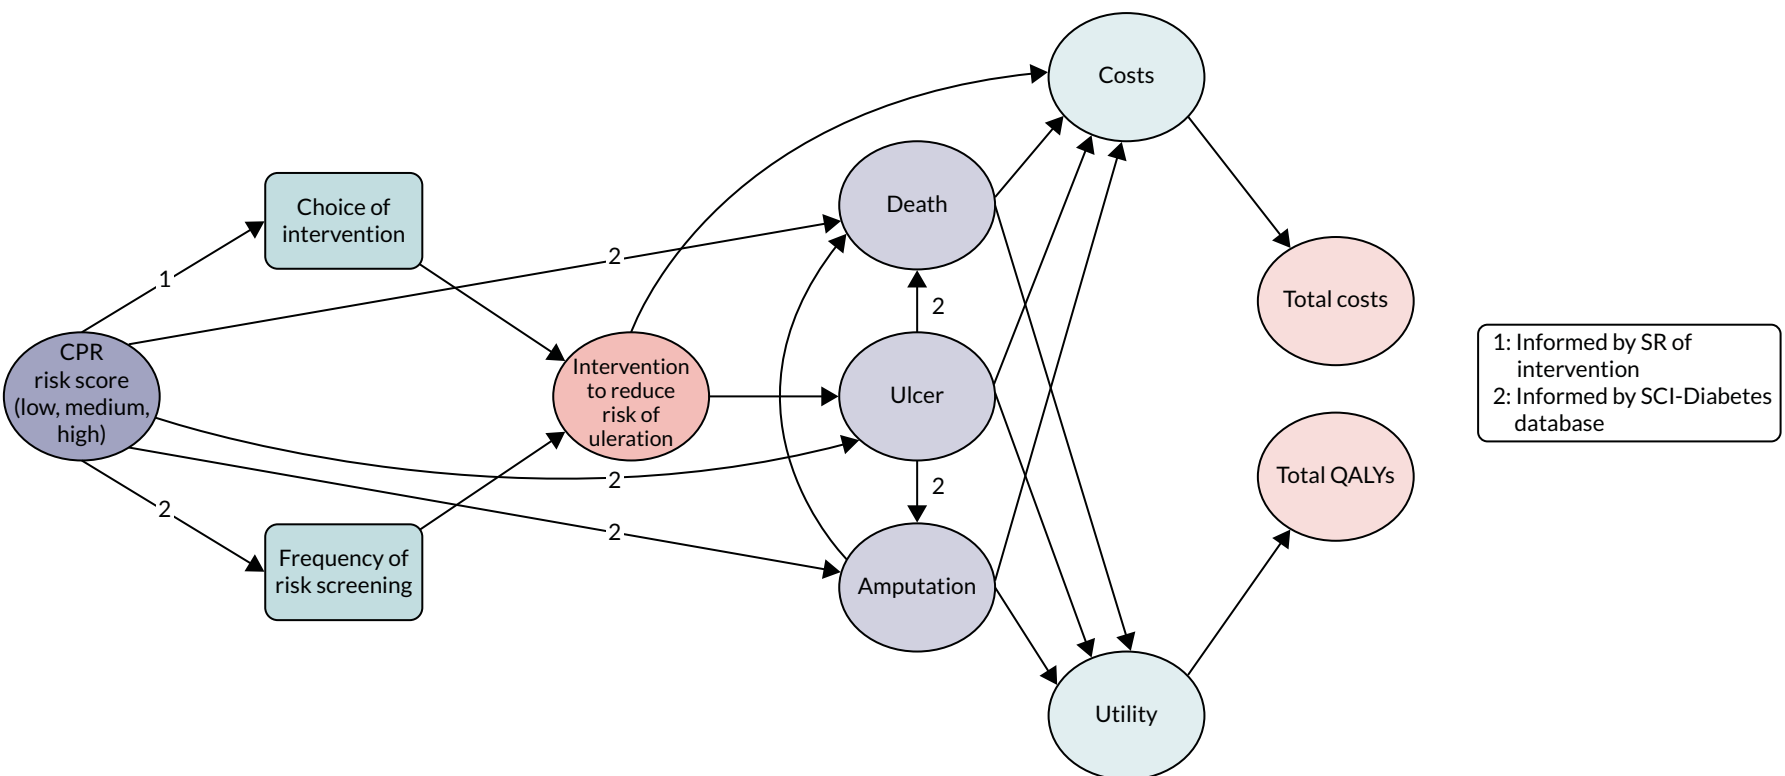 Costs
Death
Choice of
intervention
2
1
Total costs
2
CPR
risk score
(low, medium,
high)
Intervention
to reduce
risk of
uleration
Ulcer
1: Informed by SR of
intervention
2: Informed by SCI-Diabetes
database
2
2
Total QALYs
2
2
Frequency of
risk screening
Amputation
Utility